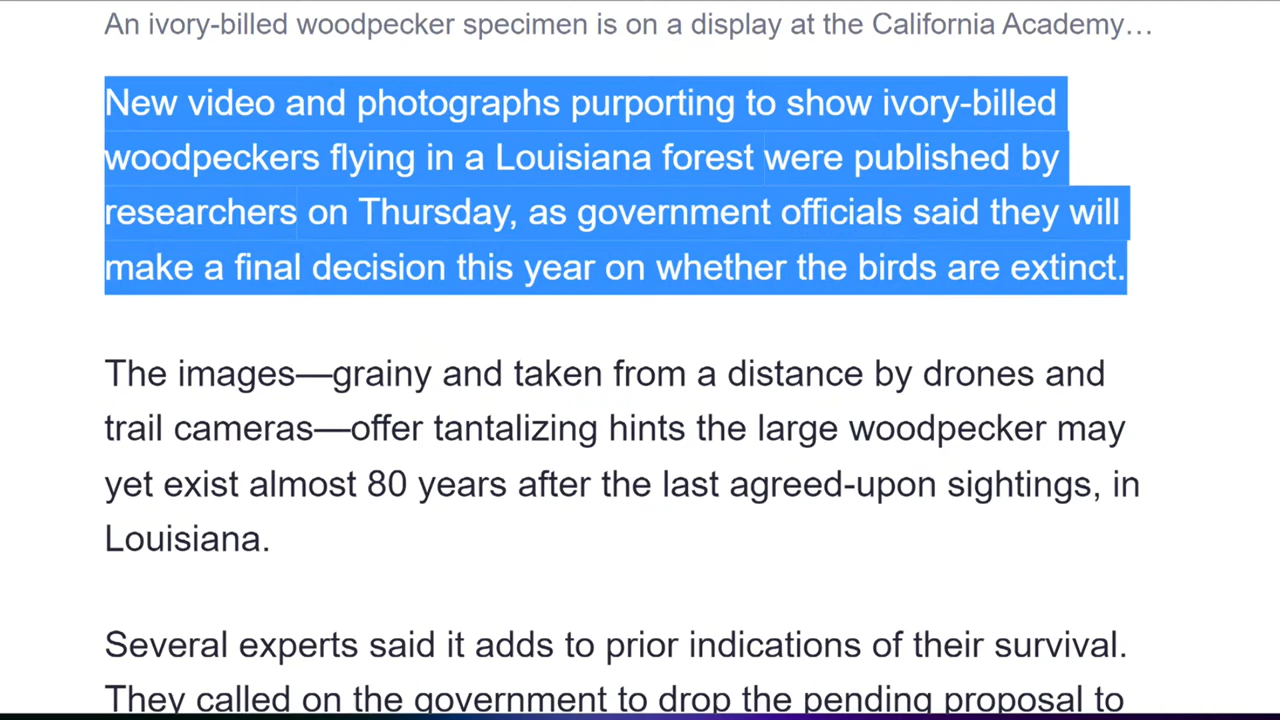 An ivory-billed woodpecker specimen is on a display at the California Academy…
New video and photographs purporting to show ivory-billed
woodpeckers flying in a Louisiana forest were published by
researchers on Thursday, as government officials said they will
make a final decision this year on whether the birds are extinct.
The images—grainy and taken from a distance by drones and
trail cameras—offer tantalizing hints the large woodpecker may
yet exist almost 80 years after the last agreed-upon sightings, in
Louisiana.
Several experts said it adds to prior indications of their survival.
They called on the government to drop the pending proposal to